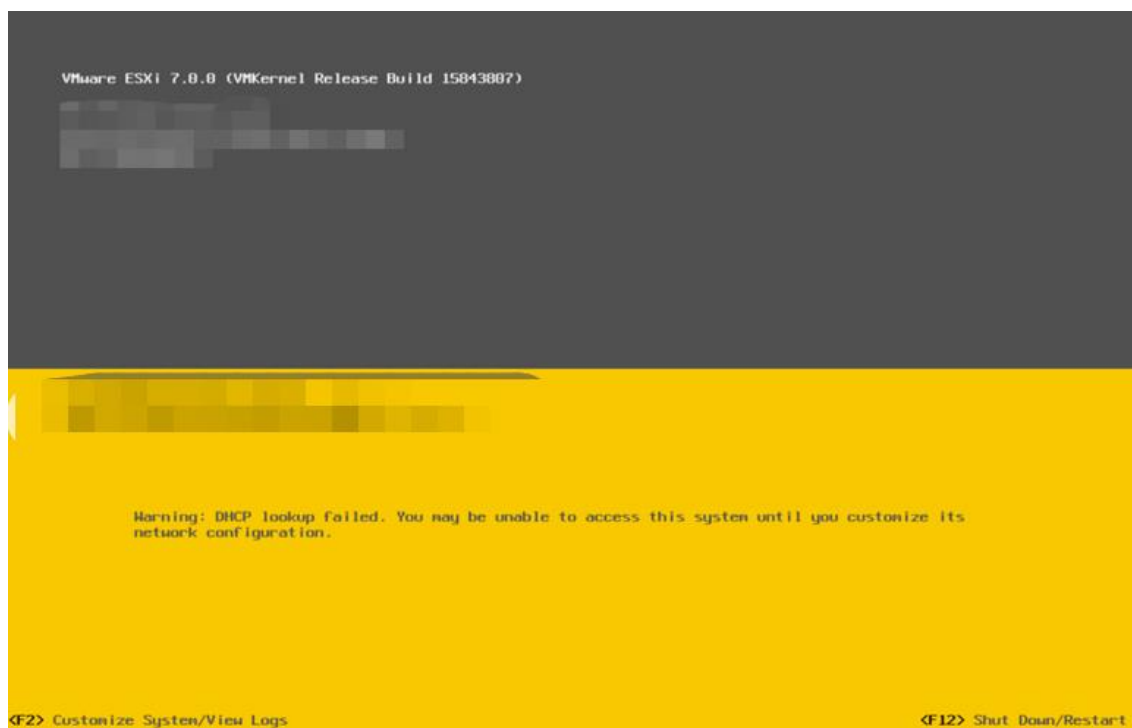 VMware ESXi 7.0.0 (VMKernel Release Build 15843807)
Warning: DHCP lookup failed. You may be unable to access this system until you customize its
network configuration.
<F2> Customize System/View Logs
<F12> Shut Down/Restart